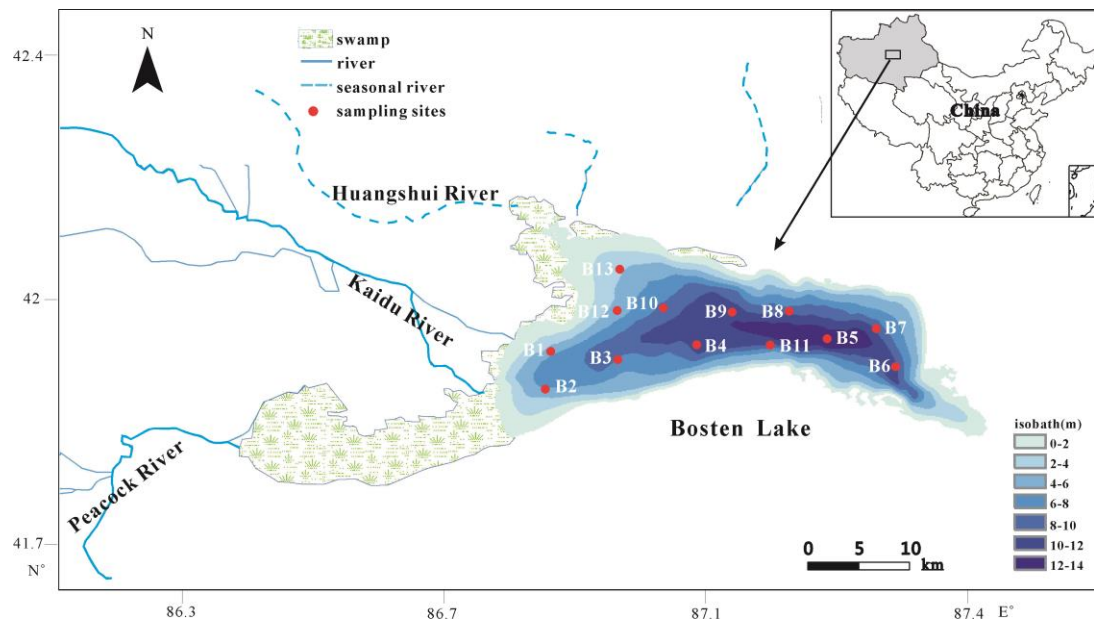 42.4
42
41.7
N°
86.3
86.7
87.1
87.4
E°
N
swamp
river
seasonal river
sampling sites
China
Huangshui River
Kaidu River
Peacock River
Bosten Lake
B13
B12
B10
B9
B8
B7
B1
B3
B4
B11
B5
B6
B2
isobath(m)
0-2
2-4
4-6
6-8
8-10
10-12
12-14
0 5 10
km